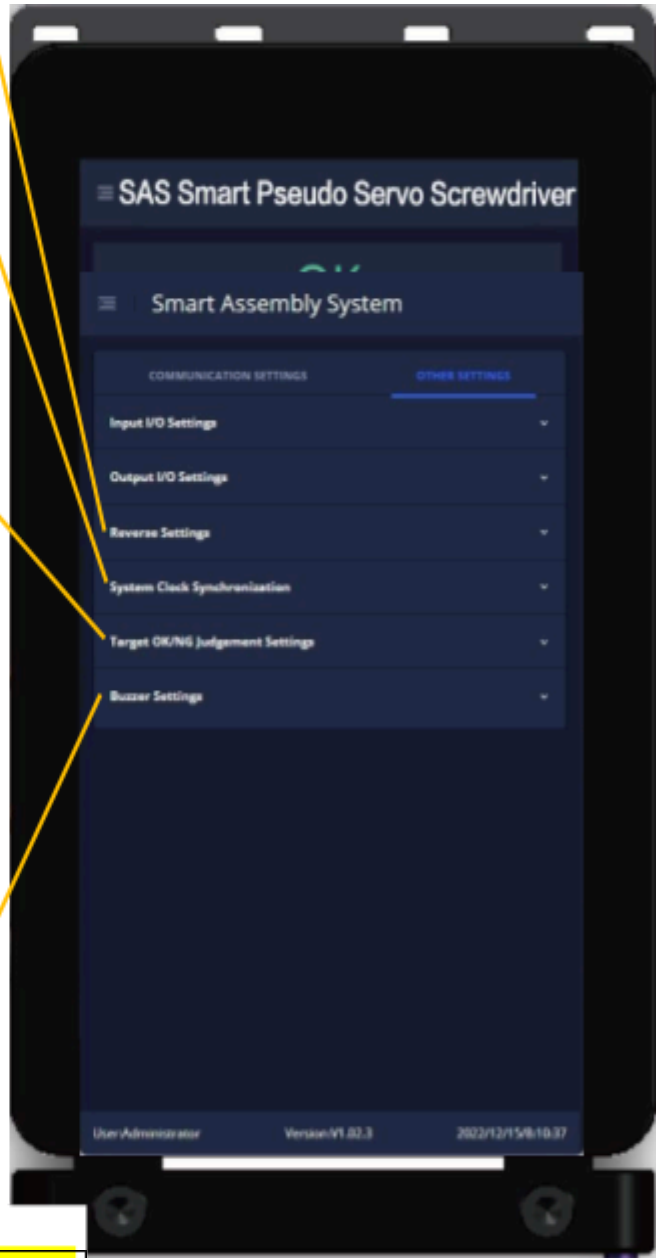 SAS Smart Pseudo Servo Screwdriver
OK
Smart Assembly System
COMMUNICATION SETTINGS OTHER SETTINGS
Input I/O Settings
Output I/O Settings
Reverse Settings
System Clock Synchronization
Target OK/NG Judgement Settings
Buzzer Settings
User:Administrator Version:V1.02.3 2022/12/15/8:10:37